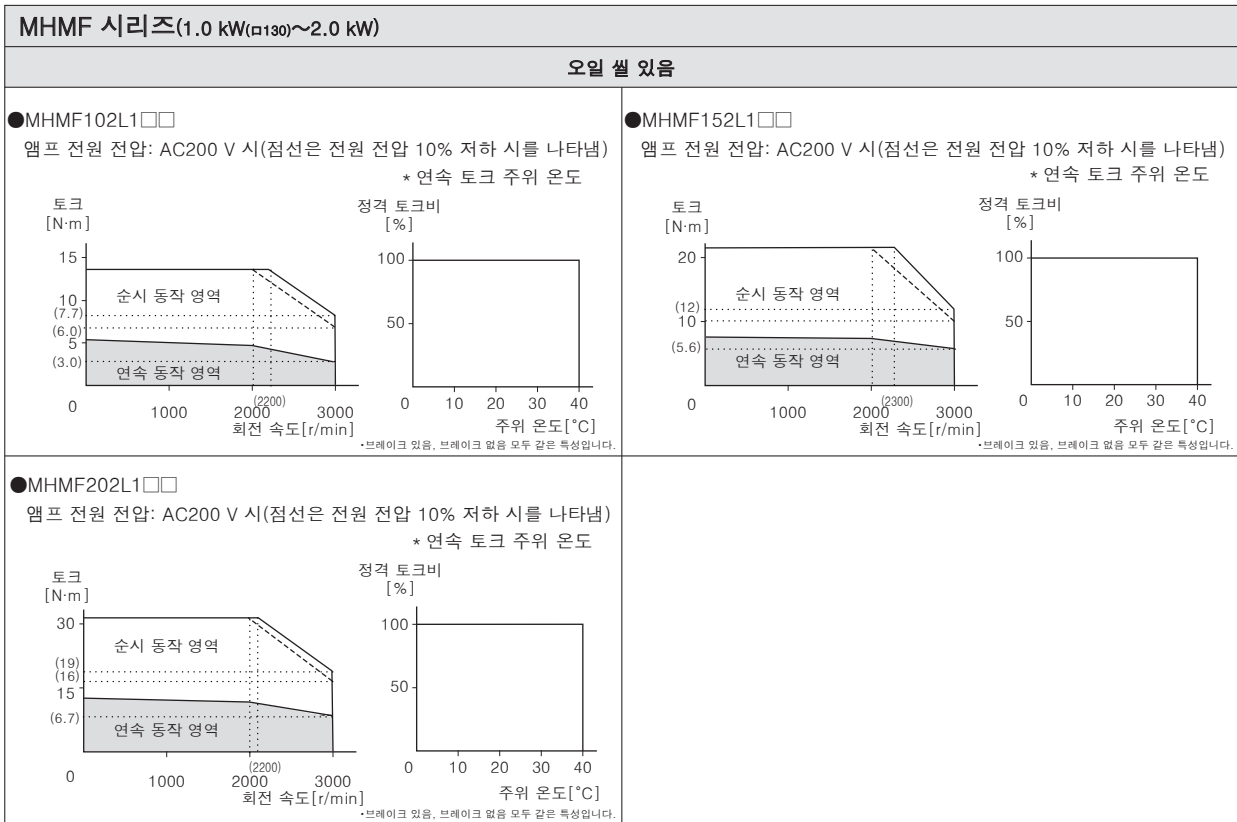 MHMF 시리즈(1.0 kW(□130)～2.0 kW)
오일 씰 있음
●MHMF102L1□□
앰프 전원 전압: AC200 V 시(점선은 전원 전압 10% 저하 시를 나타냄)
* 연속 토크 주위 온도
토크
[N·m]
15
10
(7.7)
(6.0)
5
(3.0)
순시 동작 영역
연속 동작 영역
0
1000
2000
(2200)
3000
회전 속도[r/min]
정격 토크비
[%]
100
50
0
10
20
30
40
주위 온도[°C]
•브레이크 있음, 브레이크 없음 모두 같은 특성입니다.
●MHMF152L1□□
앰프 전원 전압: AC200 V 시(점선은 전원 전압 10% 저하 시를 나타냄)
* 연속 토크 주위 온도
토크
[N·m]
20
(12)
10
(5.6)
순시 동작 영역
연속 동작 영역
0
1000
2000
(2300)
3000
회전 속도[r/min]
정격 토크비
[%]
100
50
0
10
20
30
40
주위 온도[°C]
•브레이크 있음, 브레이크 없음 모두 같은 특성입니다.
●MHMF202L1□□
앰프 전원 전압: AC200 V 시(점선은 전원 전압 10% 저하 시를 나타냄)
* 연속 토크 주위 온도
토크
[N·m]
30
(19)
(16)
15
(6.7)
순시 동작 영역
연속 동작 영역
0
1000
2000
(2200)
3000
회전 속도[r/min]
정격 토크비
[%]
100
50
0
10
20
30
40
주위 온도[°C]
•브레이크 있음, 브레이크 없음 모두 같은 특성입니다.